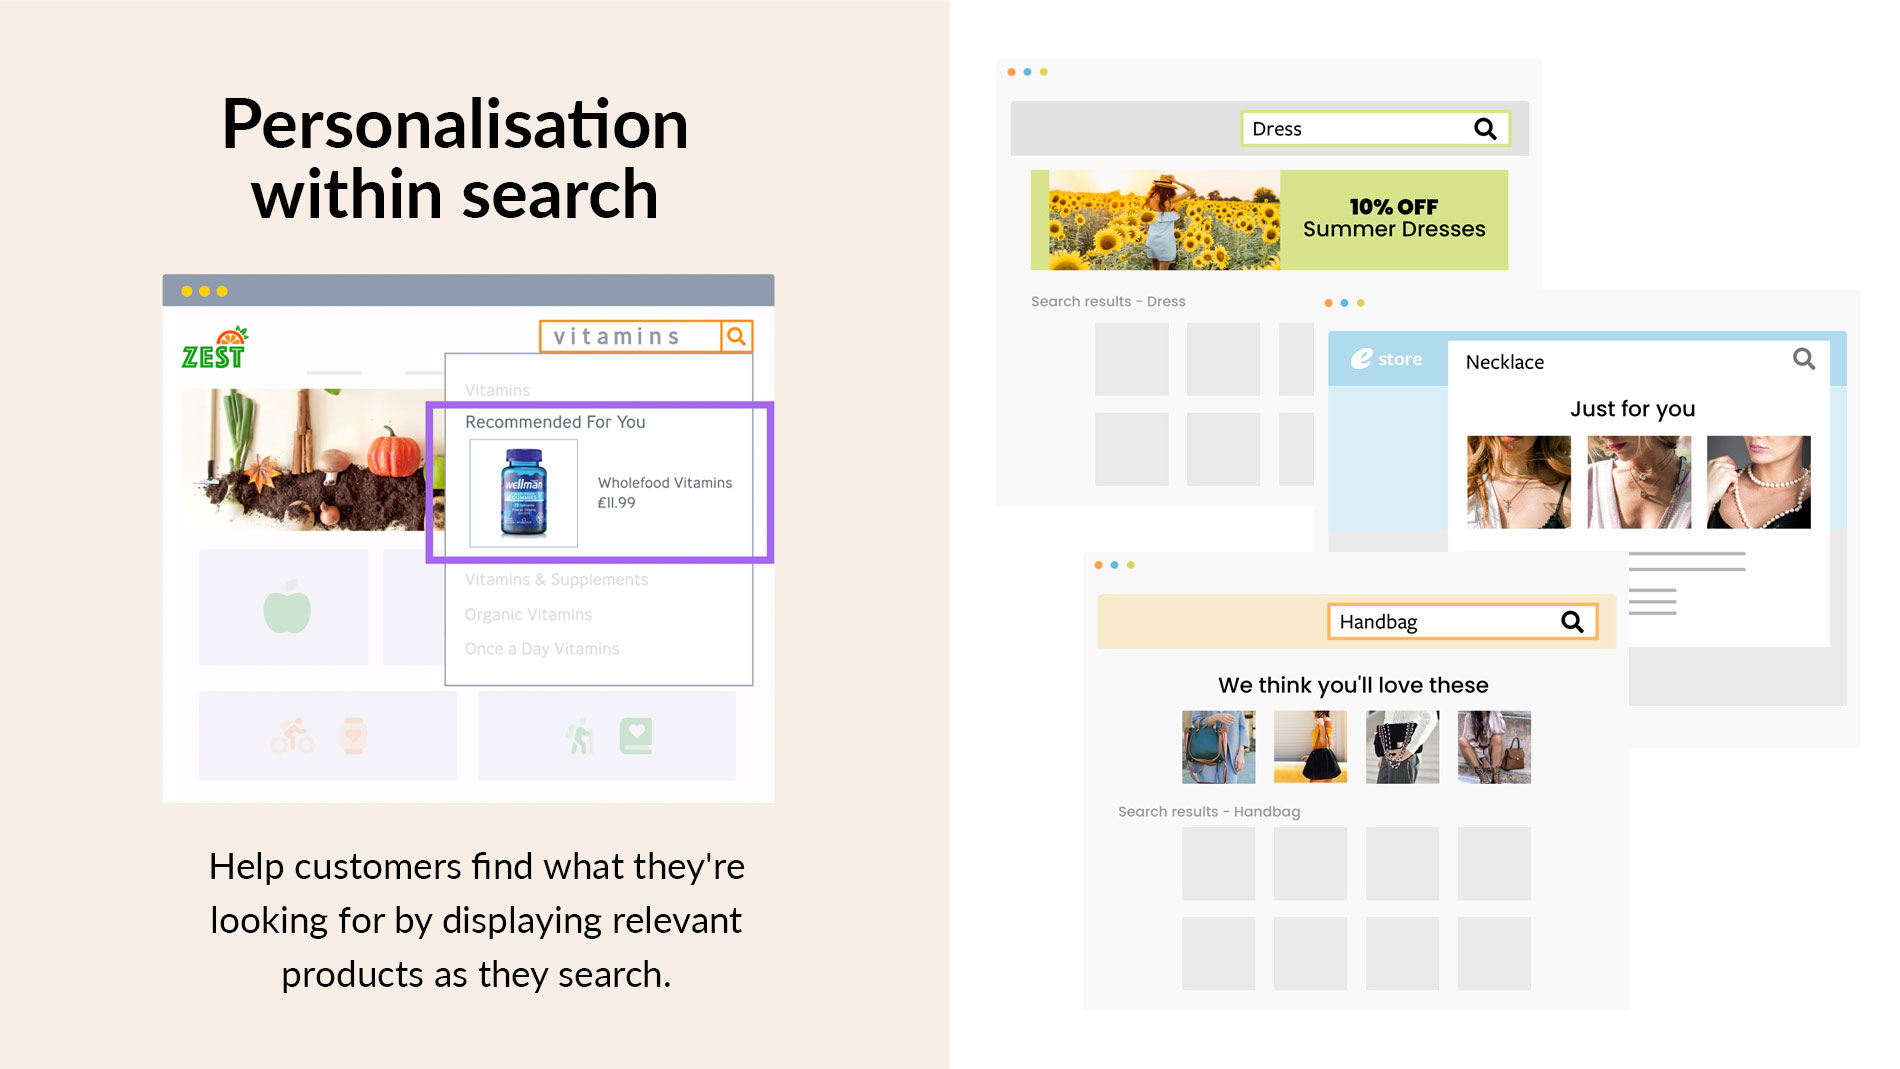 Personalisation
within search
ZEST
vitamins
Vitamins
Recommended For You
wellman
Wholefood Vitamins
£11.99
Vitamins & Supplements
Organic Vitamins
Once a Day Vitamins
Help customers find what they're
looking for by displaying relevant
products as they search.
Dress
10% OFF
Summer Dresses
Search results - Dress
e store
Necklace
Just for you
Handbag
We think you'll love these
Search results - Handbag